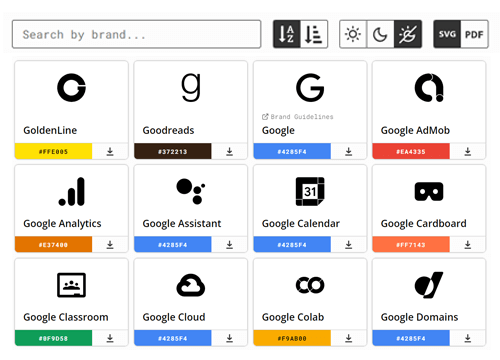 Search by brand...
A
Z
SVG
PDF
GoldenLine
#FFE005
Goodreads
#372213
Brand Guidelines
Google
#4285F4
Google AdMob
#EA4335
Google Analytics
#E37400
Google Assistant
#4285F4
31
Google Calendar
#4285F4
Google Cardboard
#FF7143
Google Classroom
#0F9D58
Google Cloud
#4285F4
Google Colab
#F9AB00
Google Domains
#4285F4